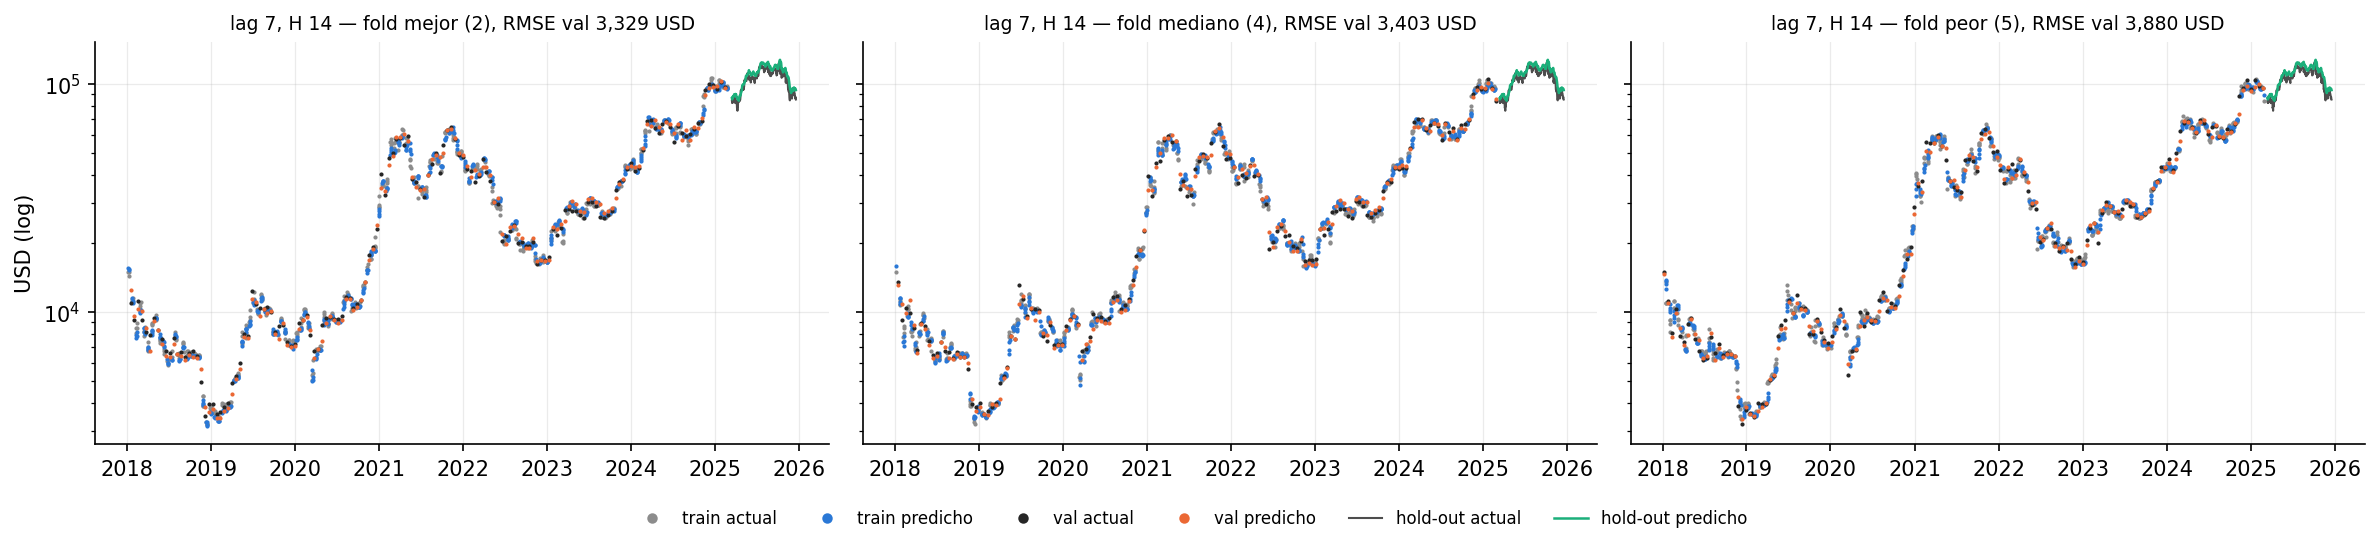 lag 7, H 14 — fold mejor (2), RMSE val 3,329 USD
lag 7, H 14 — fold mediano (4), RMSE val 3,403 USD
lag 7, H 14 — fold peor (5), RMSE val 3,880 USD
USD (log)
10⁵
10⁴
2018 2019 2020 2021 2022 2023 2024 2025 2026
2018 2019 2020 2021 2022 2023 2024 2025 2026
2018 2019 2020 2021 2022 2023 2024 2025 2026
train actual train predicho val actual val predicho hold-out actual hold-out predicho